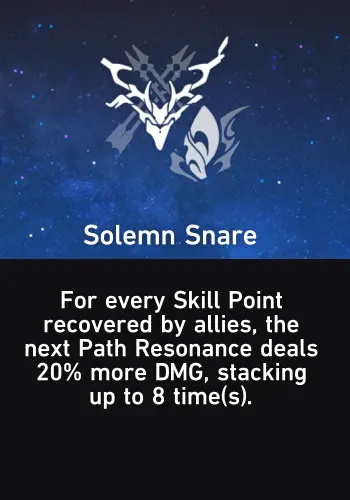 Solemn Snare
For every Skill Point
recovered by allies, the
next Path Resonance deals
20% more DMG, stacking
up to 8 time(s).